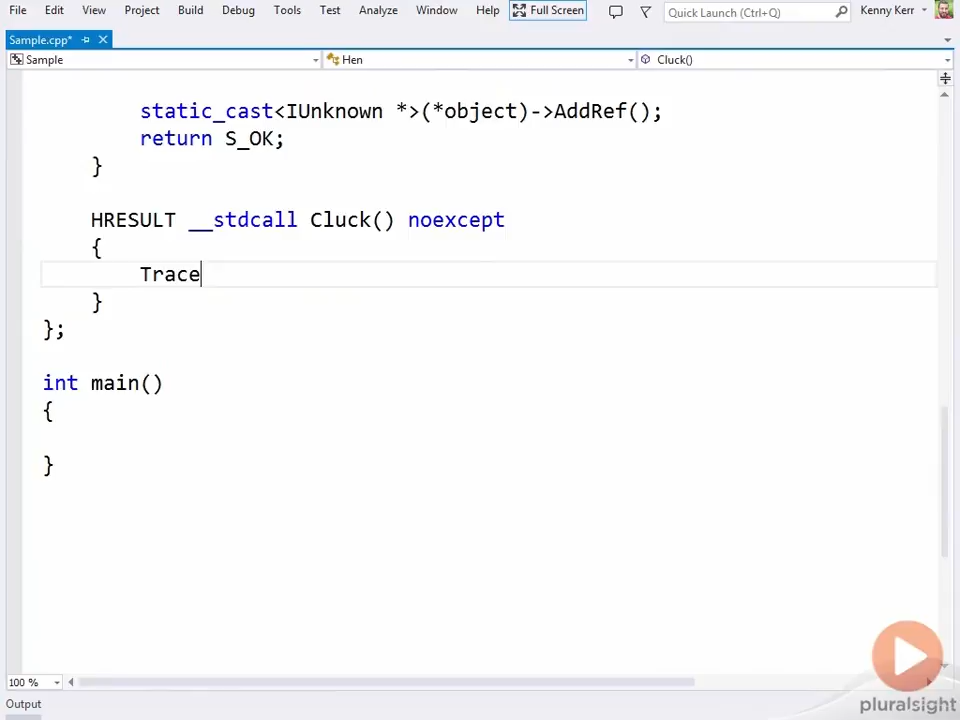 File Edit View Project Build Debug Tools Test Analyze Window Help Full Screen Quick Launch (Ctrl+Q) Kenny Kerr
Sample.cpp*
Sample Hen Cluck()
static_cast<IUnknown *>(*object)->AddRef();
return S_OK;
}
HRESULT __stdcall Cluck() noexcept
{
Trace
}
};
int main()
{
}
100 %
Output
pluralsight